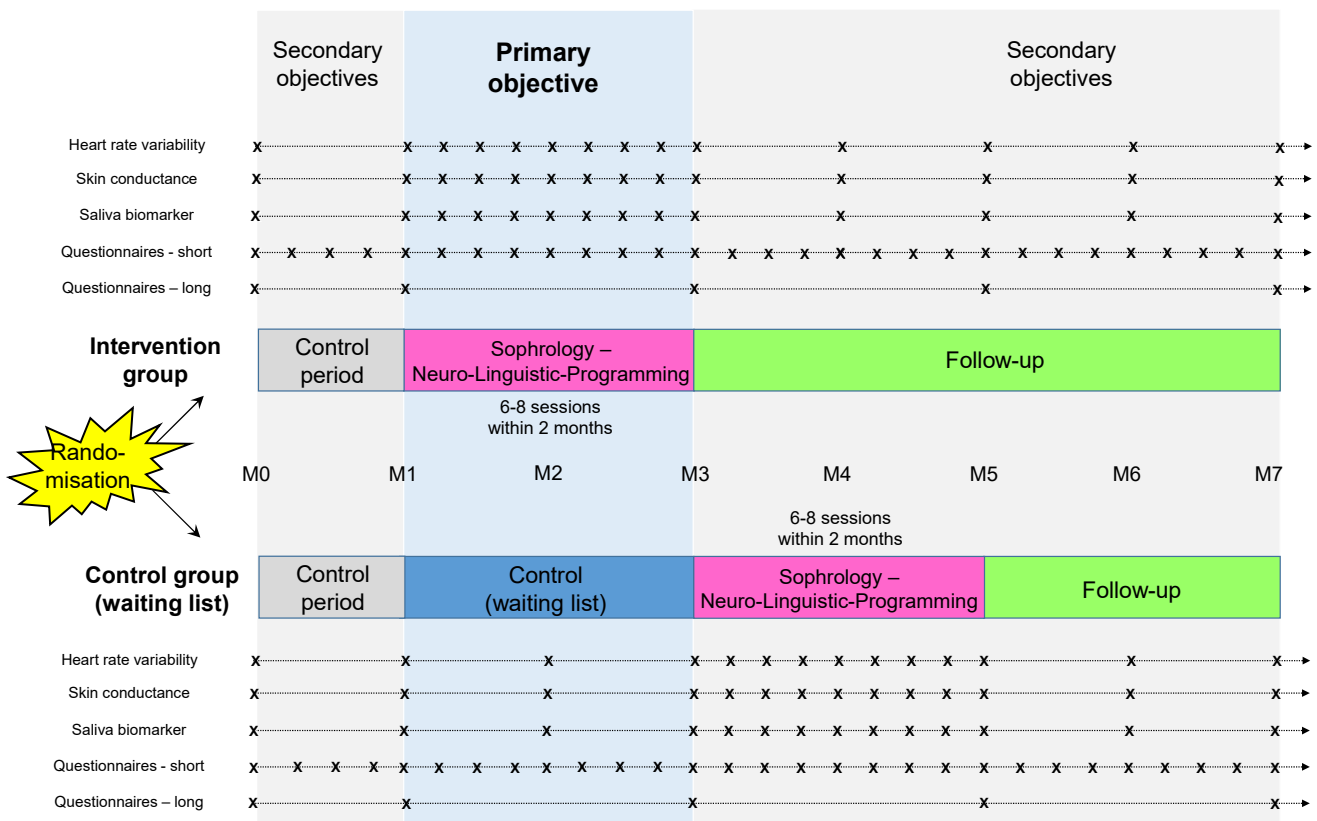 Secondary
objectives
Primary
objective
Secondary
objectives
Heart rate variability x x x x x x x x x x x x x x
Skin conductance x x x x x x x x x x x x x x
Saliva biomarker x x x x x x x x x x x x x x
Questionnaires - short x x x x x x x x x x x x x x x x x x x x x x x x x x x x x
Questionnaires – long x x x x x
Intervention
group
Control
period
Sophrology –
Neuro-Linguistic-Programming
Follow-up
6-8 sessions
within 2 months
Rando-
misation
M0 M1 M2 M3 M4 M5 M6 M7
6-8 sessions
within 2 months
Control group
(waiting list)
Control
period
Control
(waiting list)
Sophrology –
Neuro-Linguistic-Programming
Follow-up
Heart rate variability x x x x x x x x x x x x x x
Skin conductance x x x x x x x x x x x x x x
Saliva biomarker x x x x x x x x x x x x x x
Questionnaires - short x x x x x x x x x x x x x x x x x x x x x x x x x x x x x
Questionnaires – long x x x x x